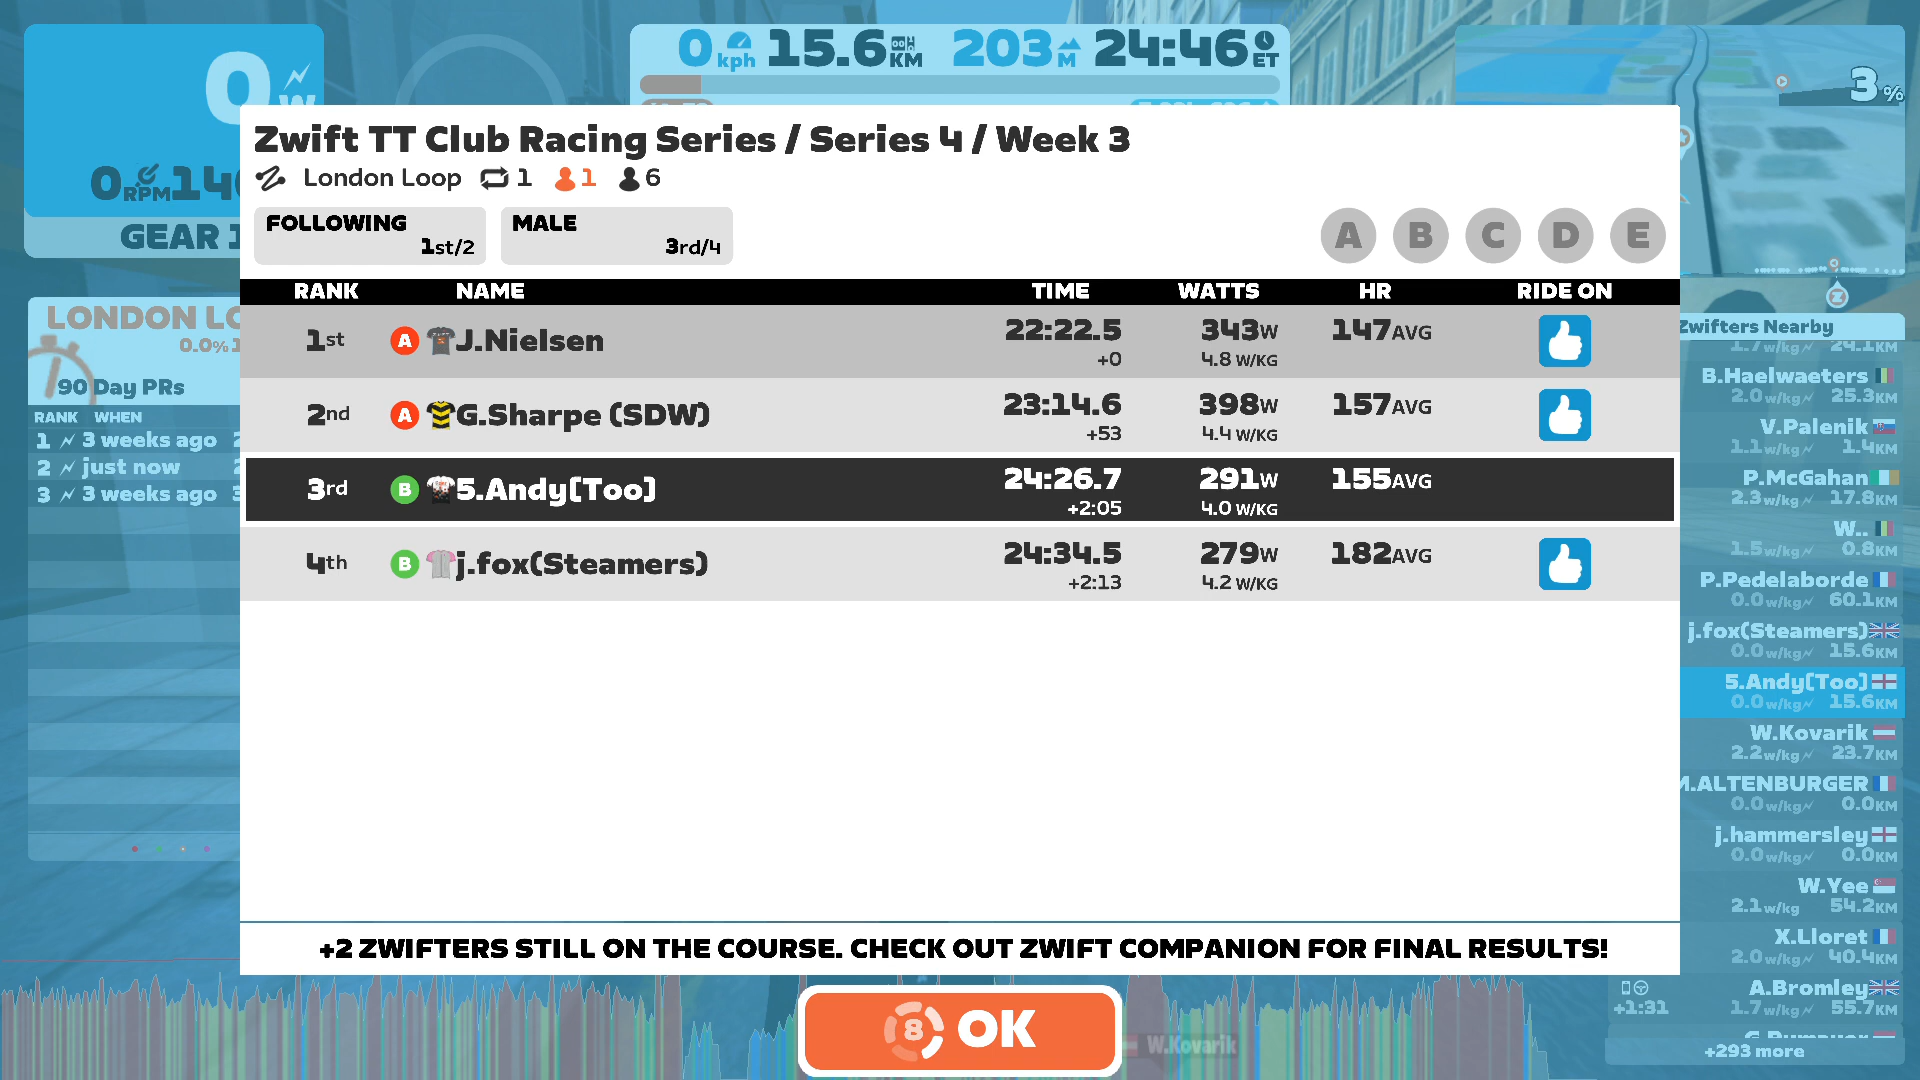 0 kph 15.6 KM 203 M 24:46 ET
0 W
0 RPM
GEAR
3 %
Zwift TT Club Racing Series / Series 4 / Week 3
London Loop 1 1 6
FOLLOWING
1st/2
MALE
3rd/4
A B C D E
RANK NAME TIME WATTS HR RIDE ON
1st A J.Nielsen 22:22.5 343W 147AVG
+0 4.8 W/KG
2nd A G.Sharpe (SDW) 23:14.6 398W 157AVG
+53 4.4 W/KG
3rd B 5.Andy[Too] 24:26.7 291W 155AVG
+2:05 4.0 W/KG
4th B j.fox(Steamers) 24:34.5 279W 182AVG
+2:13 4.2 W/KG
+2 ZWIFTERS STILL ON THE COURSE. CHECK OUT ZWIFT COMPANION FOR FINAL RESULTS!
8 OK
LONDON
0.0%
90 Day PRs
RANK WHEN
1 3 weeks ago
2 just now
3 3 weeks ago
Zwifters Nearby
1.7w/kg 24.1KM
B.Haelwaeters
2.0w/kg 25.3KM
V.Palenik
1.1w/kg 1.4KM
P.McGahan
2.3w/kg 17.8KM
W..
1.5w/kg 0.8KM
P.Pedelaborde
0.0w/kg 60.1KM
j.fox(Steamers)
0.0w/kg 15.6KM
5.Andy[Too]
0.0w/kg 15.6KM
W.Kovarik
2.2w/kg 23.7KM
M.ALTENBURGER
0.0w/kg 0.0KM
j.hammersley
0.0w/kg 0.0KM
W.Yee
2.1w/kg 54.2KM
X.Lloret
2.0w/kg 40.4KM
A.Bromley
+1:31 1.7w/kg 55.7KM
+293 more
W.Kovarik